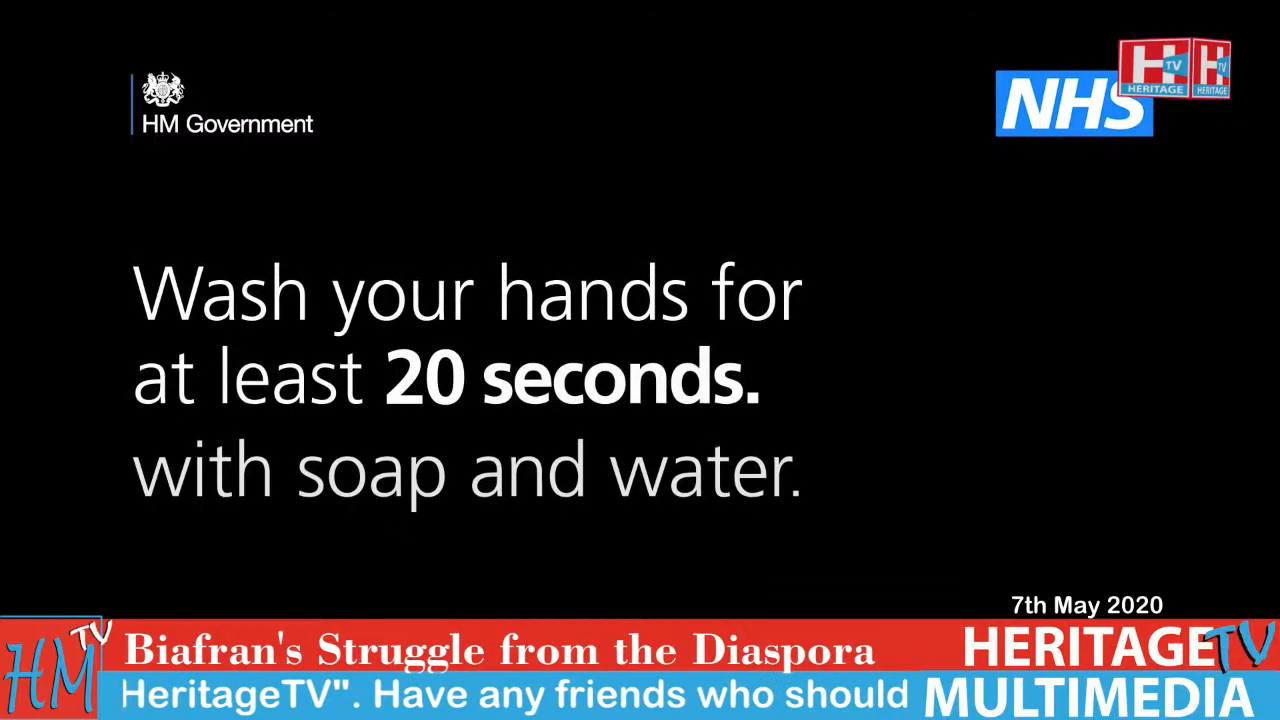 HM Government
NHS
H TV HERITAGE
H TV HERITAGE
Wash your hands for
at least 20 seconds.
with soap and water.
7th May 2020
HM TV
Biafran's Struggle from the Diaspora
HERITAGE TV
HeritageTV". Have any friends who should
MULTIMEDIA